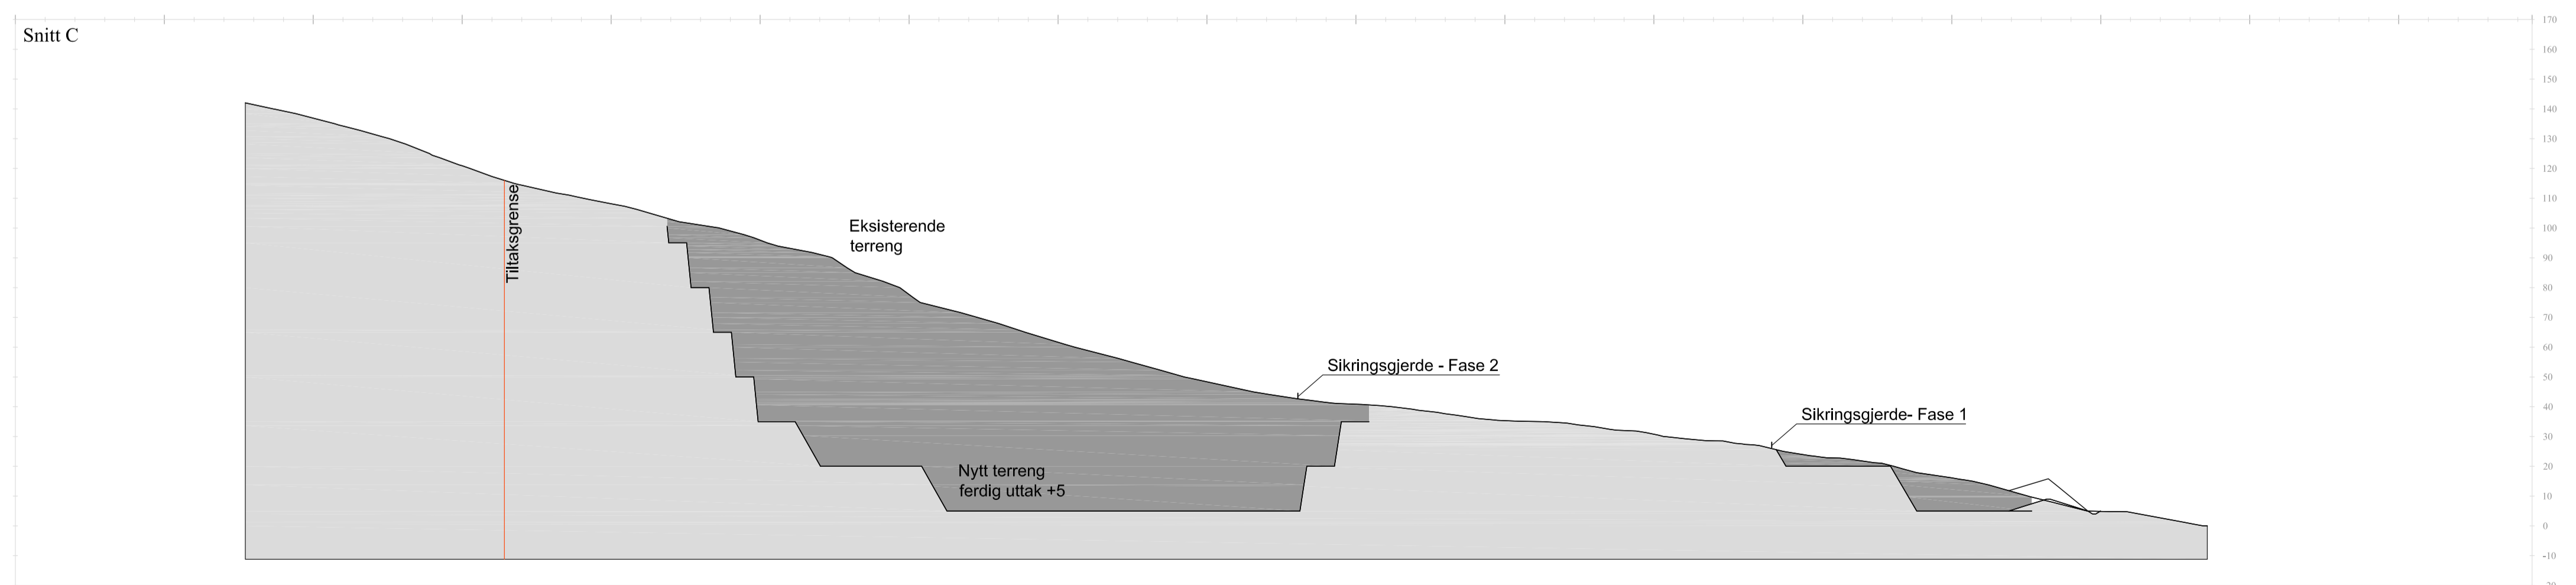 Snitt C
170
160
150
140
130
120
110
100
90
80
70
60
50
40
30
20
10
0
-10
Tiltaksgrense
Eksisterende
terreng
Sikringsgjerde - Fase 2
Sikringsgjerde- Fase 1
Nytt terreng
ferdig uttak +5